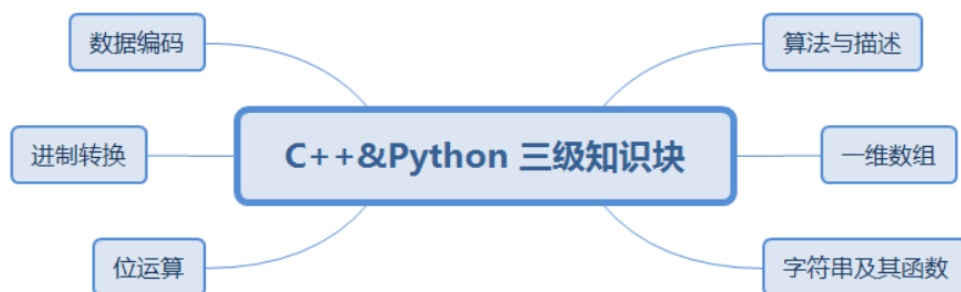 数据编码
算法与描述
进制转换
C++&Python 三级知识块
一维数组
位运算
字符串及其函数